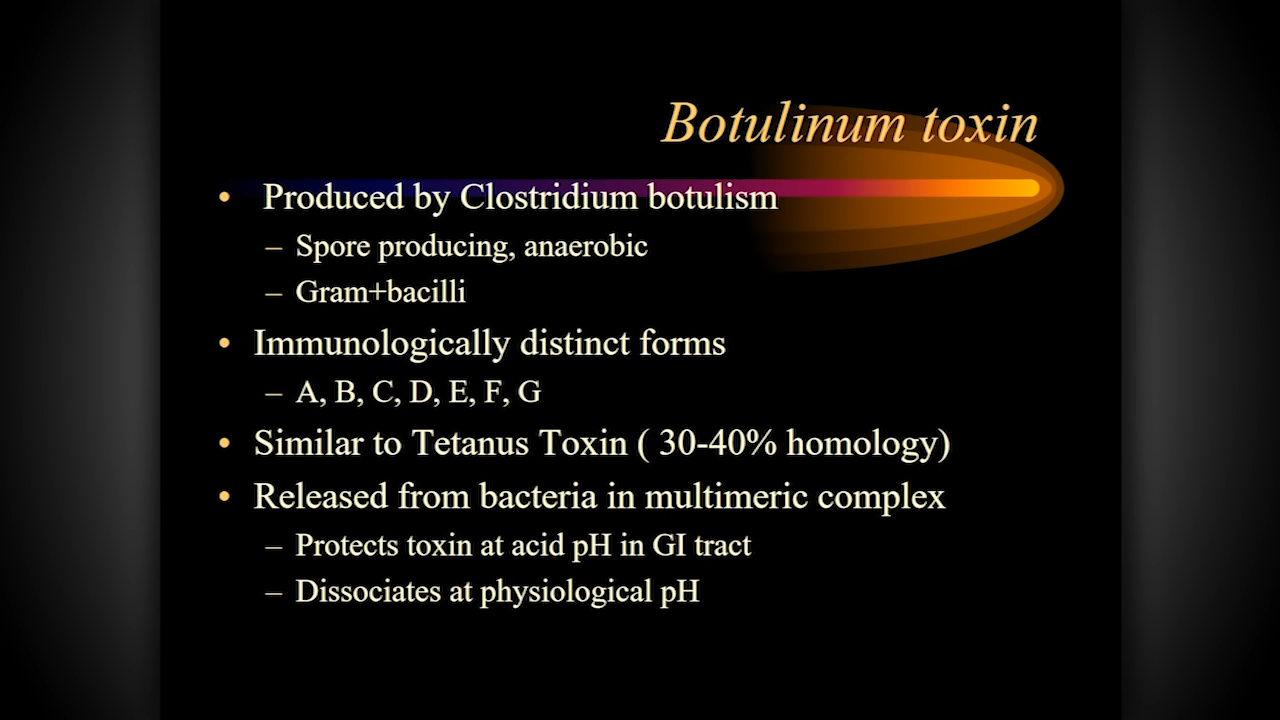 Botulinum toxin
• Produced by Clostridium botulism
– Spore producing, anaerobic
– Gram+bacilli
• Immunologically distinct forms
– A, B, C, D, E, F, G
• Similar to Tetanus Toxin ( 30-40% homology)
• Released from bacteria in multimeric complex
– Protects toxin at acid pH in GI tract
– Dissociates at physiological pH